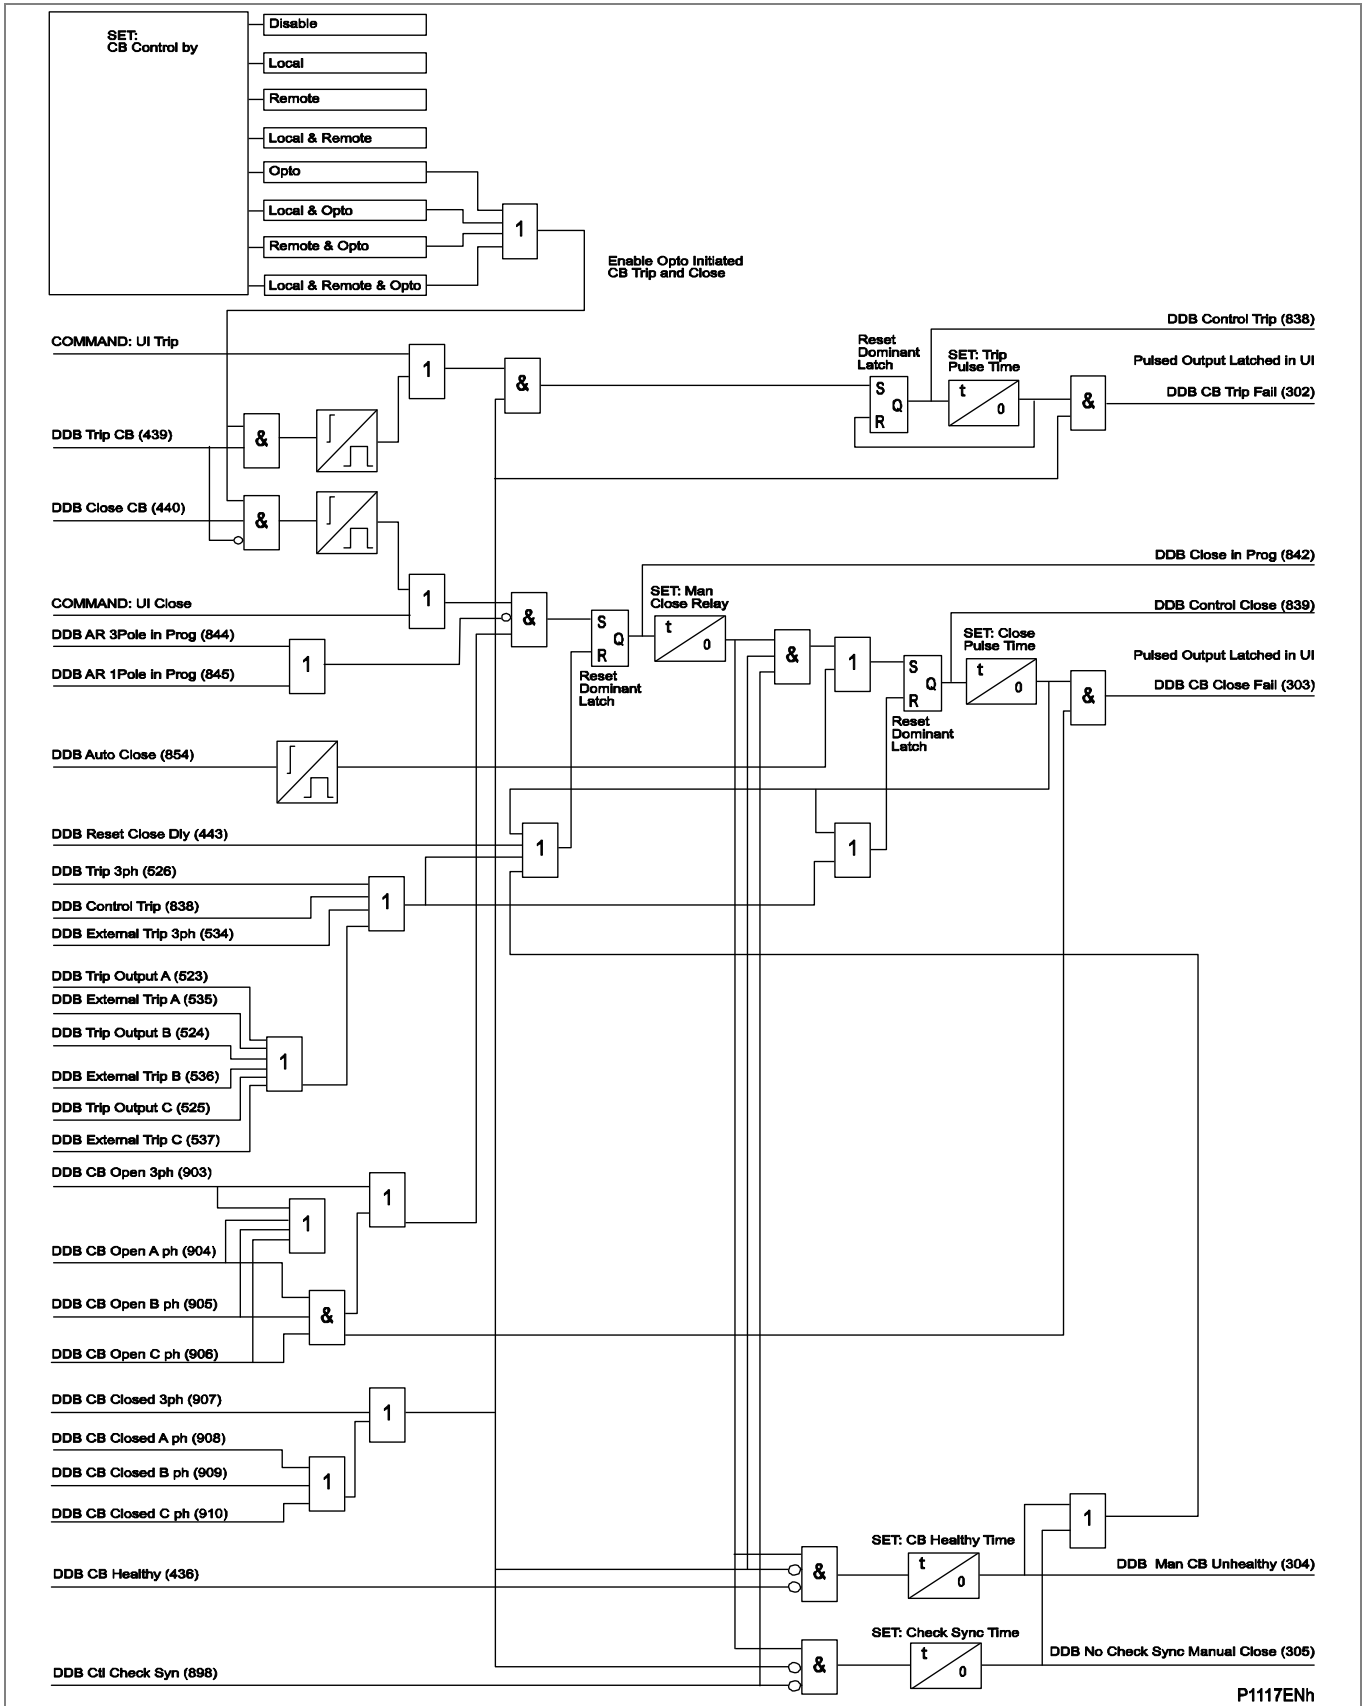 SET:
CB Control by
Disable
Local
Remote
Local & Remote
Opto
Local & Opto
Remote & Opto
Local & Remote & Opto
1
Enable Opto Initiated
CB Trip and Close
COMMAND: UI Trip
1
&
Reset
Dominant
Latch
S
Q
R
SET: Trip
Pulse Time
t
0
&
DDB Control Trip (838)
Pulsed Output Latched in UI
DDB CB Trip Fail (302)
DDB Trip CB (439)
&
DDB Close CB (440)
&
COMMAND: UI Close
1
&
DDB AR 3Pole in Prog (844)
DDB AR 1Pole in Prog (845)
1
S
Q
R
Reset
Dominant
Latch
SET: Man
Close Relay
t
0
&
1
S
Q
R
Reset
Dominant
Latch
SET: Close
Pulse Time
t
0
&
DDB Close in Prog (842)
DDB Control Close (839)
Pulsed Output Latched in UI
DDB CB Close Fail (303)
DDB Auto Close (854)
DDB Reset Close Dly (443)
1
1
DDB Trip 3ph (526)
DDB Control Trip (838)
DDB External Trip 3ph (534)
1
DDB Trip Output A (523)
DDB External Trip A (535)
DDB Trip Output B (524)
DDB External Trip B (536)
DDB Trip Output C (525)
DDB External Trip C (537)
1
DDB CB Open 3ph (903)
1
1
DDB CB Open A ph (904)
DDB CB Open B ph (905)
&
DDB CB Open C ph (906)
DDB CB Closed 3ph (907)
1
DDB CB Closed A ph (908)
DDB CB Closed B ph (909)
1
DDB CB Closed C ph (910)
DDB CB Healthy (436)
&
SET: CB Healthy Time
t
0
1
DDB Man CB Unhealthy (304)
DDB Ctl Check Syn (898)
&
SET: Check Sync Time
t
0
DDB No Check Sync Manual Close (305)
P1117ENh